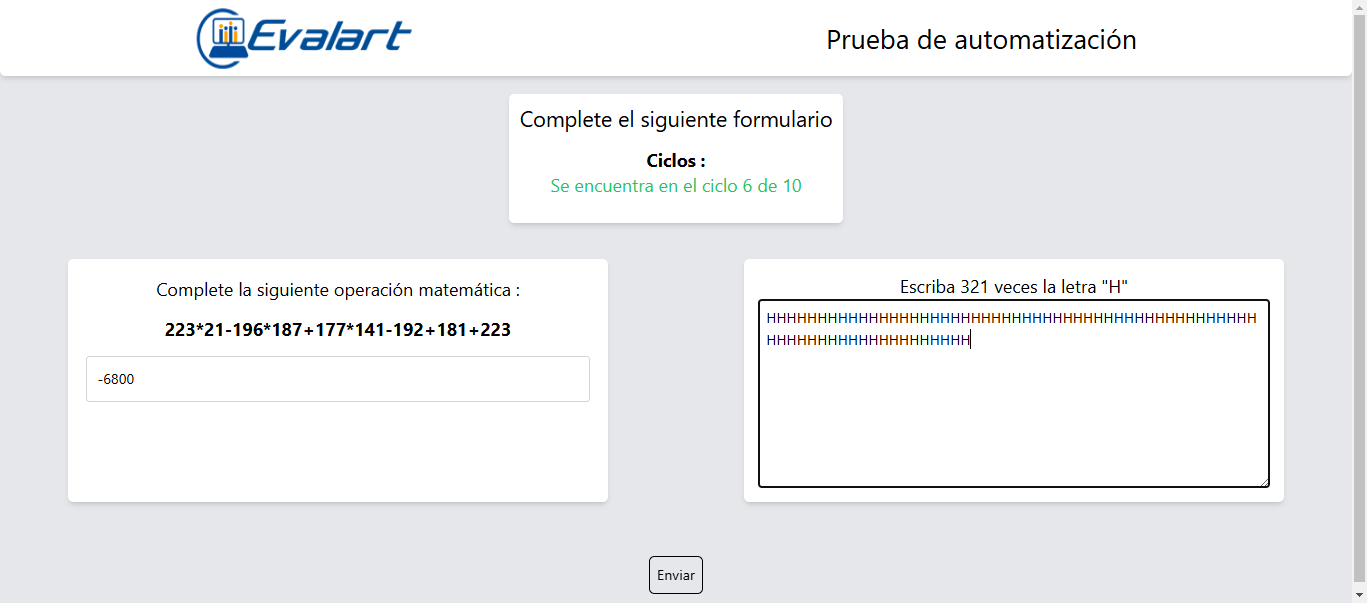 Evalart
Prueba de automatización
Complete el siguiente formulario
Ciclos :
Se encuentra en el ciclo 6 de 10
Complete la siguiente operación matemática :
223*21-196*187+177*141-192+181+223
-6800
Escriba 321 veces la letra "H"
HHHHHHHHHHHHHHHHHHHHHHHHHHHHHHHHHHHHHHHHHHHHHHHH
HHHHHHHHHHHHHHHHHHHH
Enviar